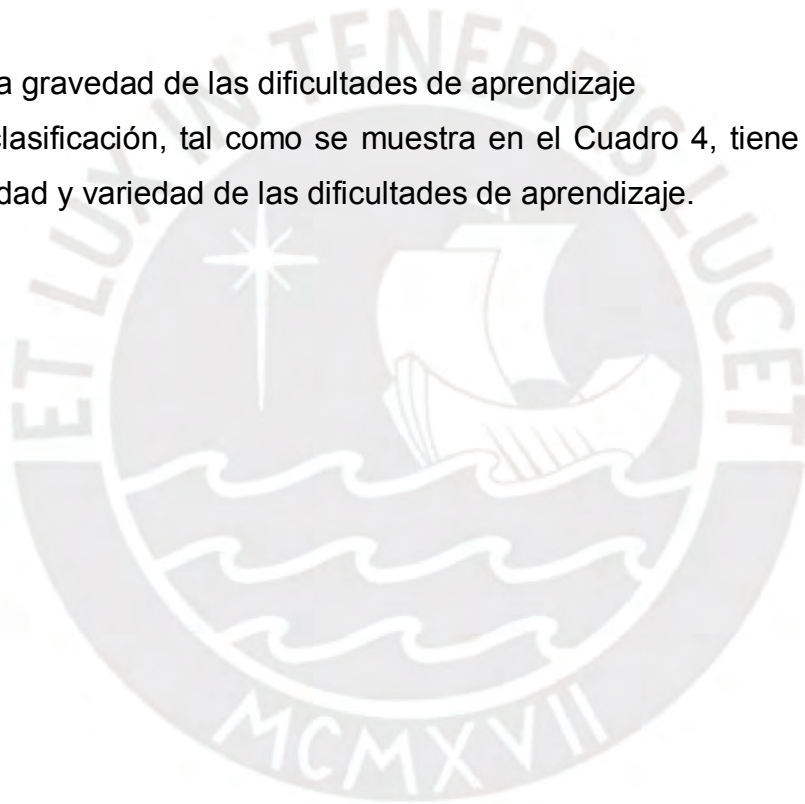 a gravedad de las dificultades de aprendizaje
clasificación, tal como se muestra en el Cuadro 4, tiene
dad y variedad de las dificultades de aprendizaje.
ET LUX IN TENEBRIS LUCET
MCMXVII